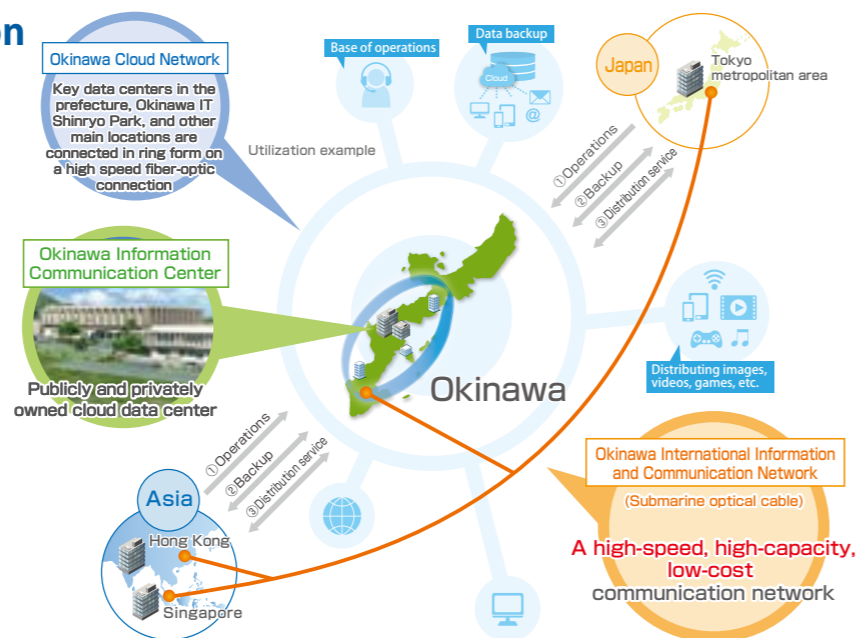 on
Okinawa Cloud Network
Key data centers in the
prefecture, Okinawa IT
Shinryo Park, and other
main locations are
connected in ring form on
a high speed fiber-optic
connection
Utilization example
Base of operations
Data backup
Cloud
@
Japan
Tokyo
metropolitan area
①Operations
②Backup
③Distribution service
Okinawa Information
Communication Center
Publicly and privately
owned cloud data center
Okinawa
Distributing images,
videos, games, etc.
①Operations
②Backup
③Distribution service
Asia
Hong Kong
Singapore
Okinawa International Information
and Communication Network
(Submarine optical cable)
A high-speed, high-capacity,
low-cost
communication network